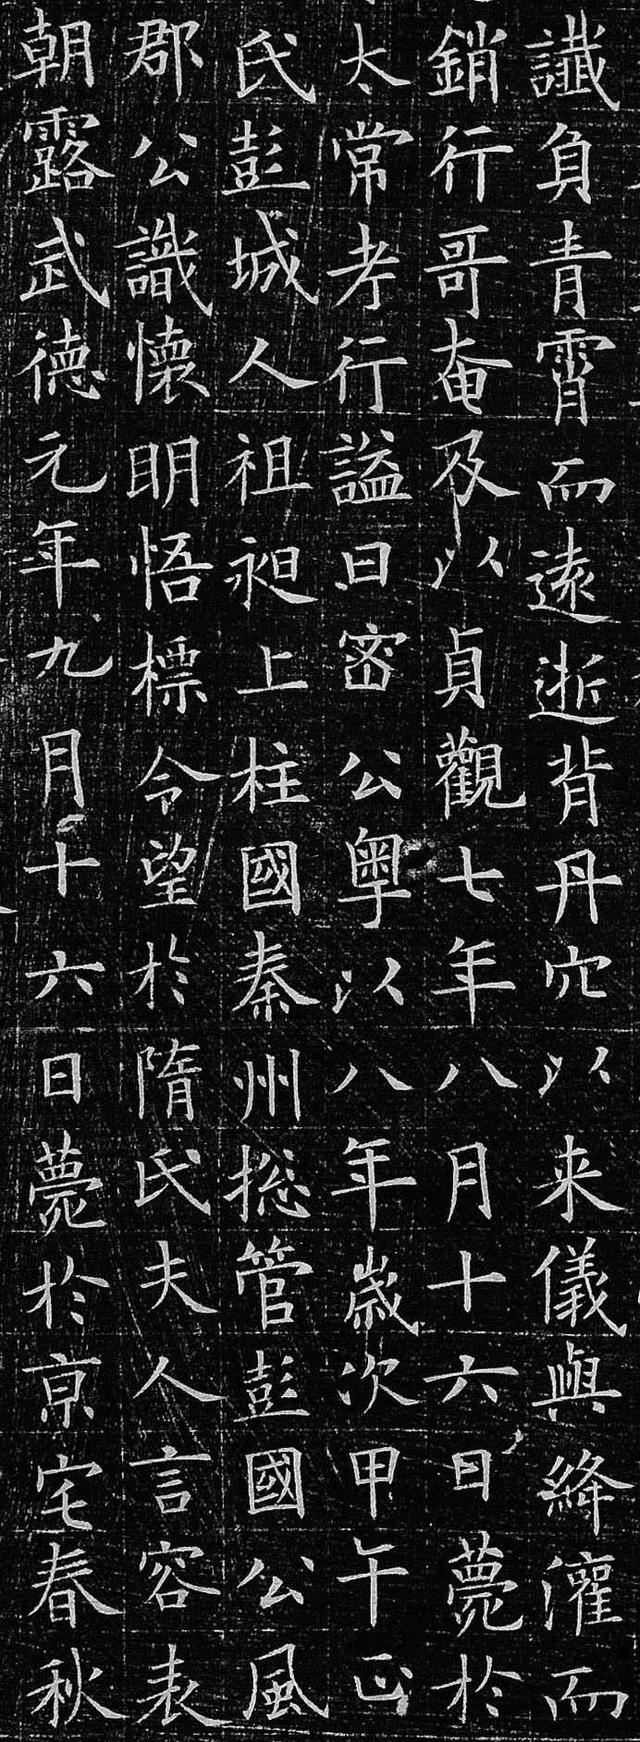 讖負青霄而遠逝背丹穴以来儀與絳灌而
銷行哥奄及以貞觀七年八月十六日薨於
太常考行謚曰密公粤以八年歳次甲午正
氏彭城人祖昶上柱國秦州捴管彭國公風
郡公識懷明悟標令望於隋氏夫人言容表
朝露武德元年九月十六日薨於京宅春秋